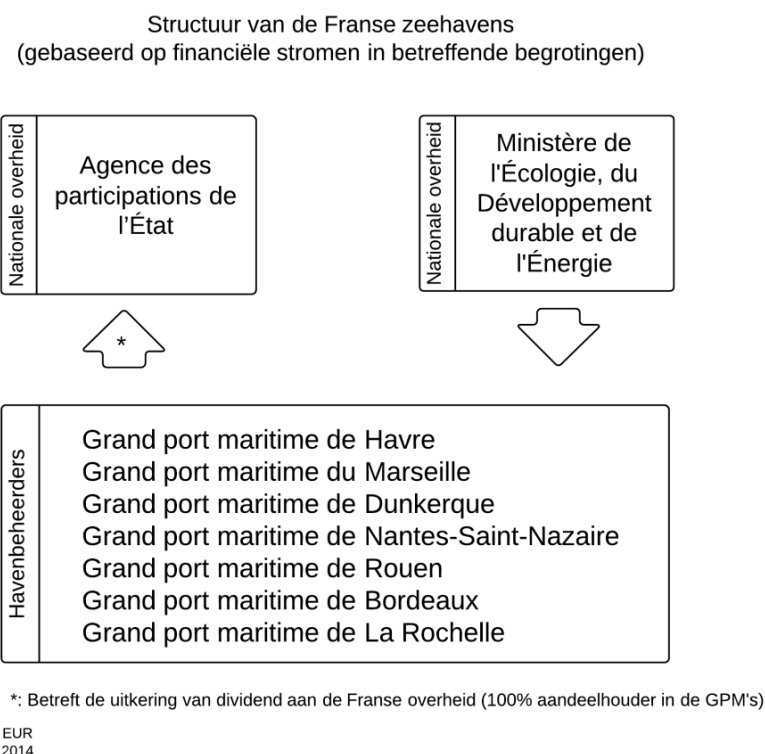 Structuur van de Franse zeehavens
(gebaseerd op financiële stromen in betreffende begrotingen)
Nationale overheid
Agence des
participations de
l’État
Nationale overheid
Ministère de
l'Écologie, du
Développement
durable et de
l'Énergie
*
Havenbeheerders
Grand port maritime de Havre
Grand port maritime du Marseille
Grand port maritime de Dunkerque
Grand port maritime de Nantes-Saint-Nazaire
Grand port maritime de Rouen
Grand port maritime de Bordeaux
Grand port maritime de La Rochelle
*: Betreft de uitkering van dividend aan de Franse overheid (100% aandeelhouder in de GPM's)
EUR
2014